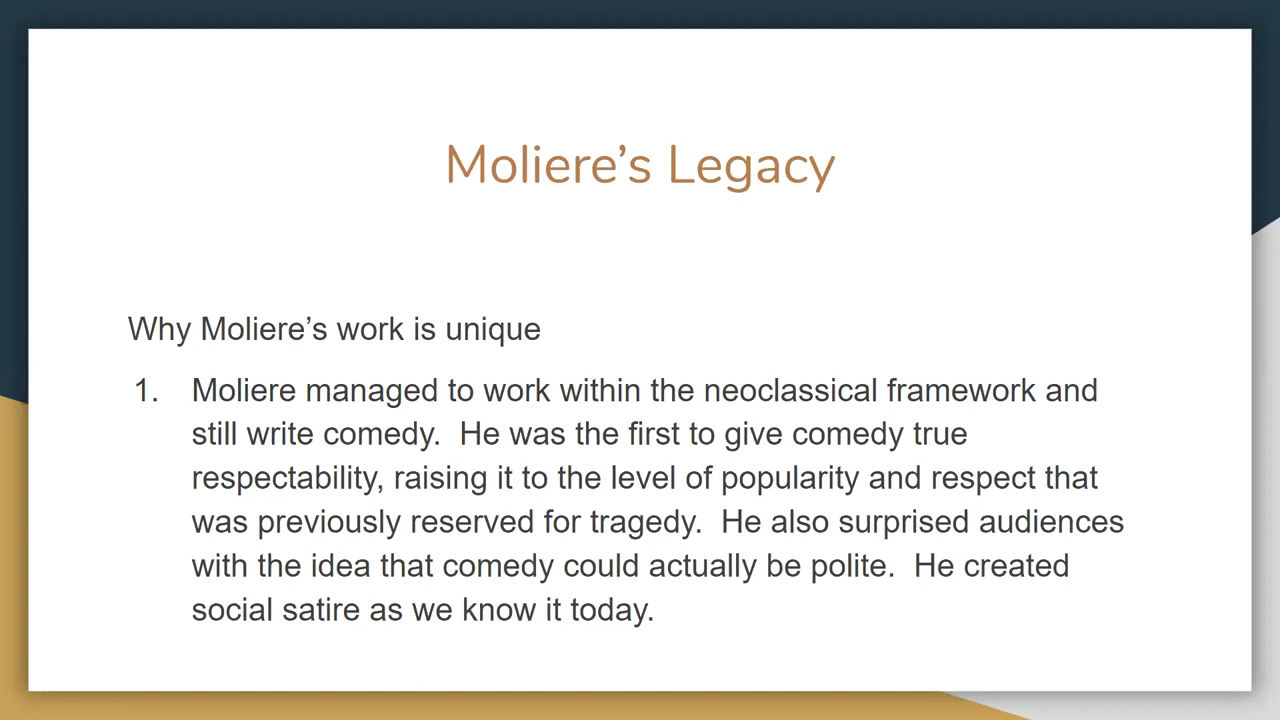 Moliere’s Legacy
Why Moliere’s work is unique
1. Moliere managed to work within the neoclassical framework and
still write comedy.  He was the first to give comedy true
respectability, raising it to the level of popularity and respect that
was previously reserved for tragedy.  He also surprised audiences
with the idea that comedy could actually be polite.  He created
social satire as we know it today.